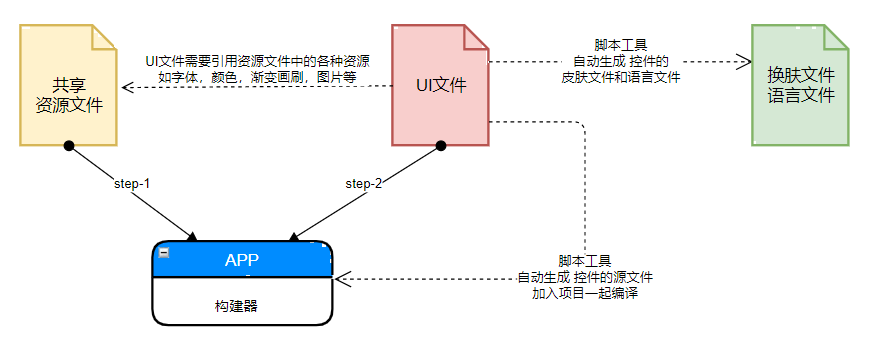 共享
资源文件
UI文件需要引用资源文件中的各种资源
如字体，颜色，渐变画刷，图片等
UI文件
脚本工具
自动生成 控件的
皮肤文件和语言文件
换肤文件
语言文件
step-1
step-2
APP
构建器
脚本工具
自动生成 控件的源文件
加入项目一起编译